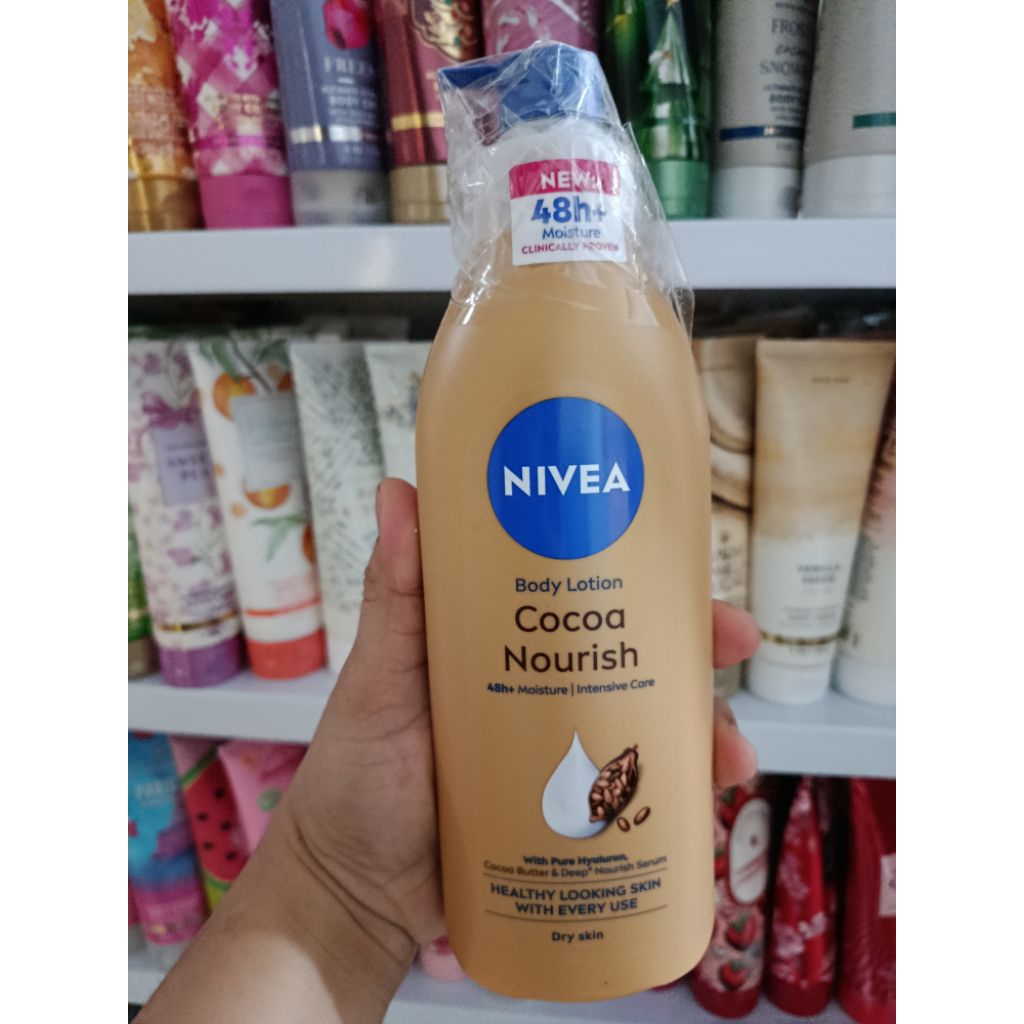 NEW
48h+
Moisture
CLINICALLY PROVEN
NIVEA
Body Lotion
Cocoa
Nourish
48h+ Moisture | Intensive Care
With Pure Hyaluron,
Cocoa Butter & Deep* Nourish Serum
HEALTHY LOOKING SKIN
WITH EVERY USE
Dry skin